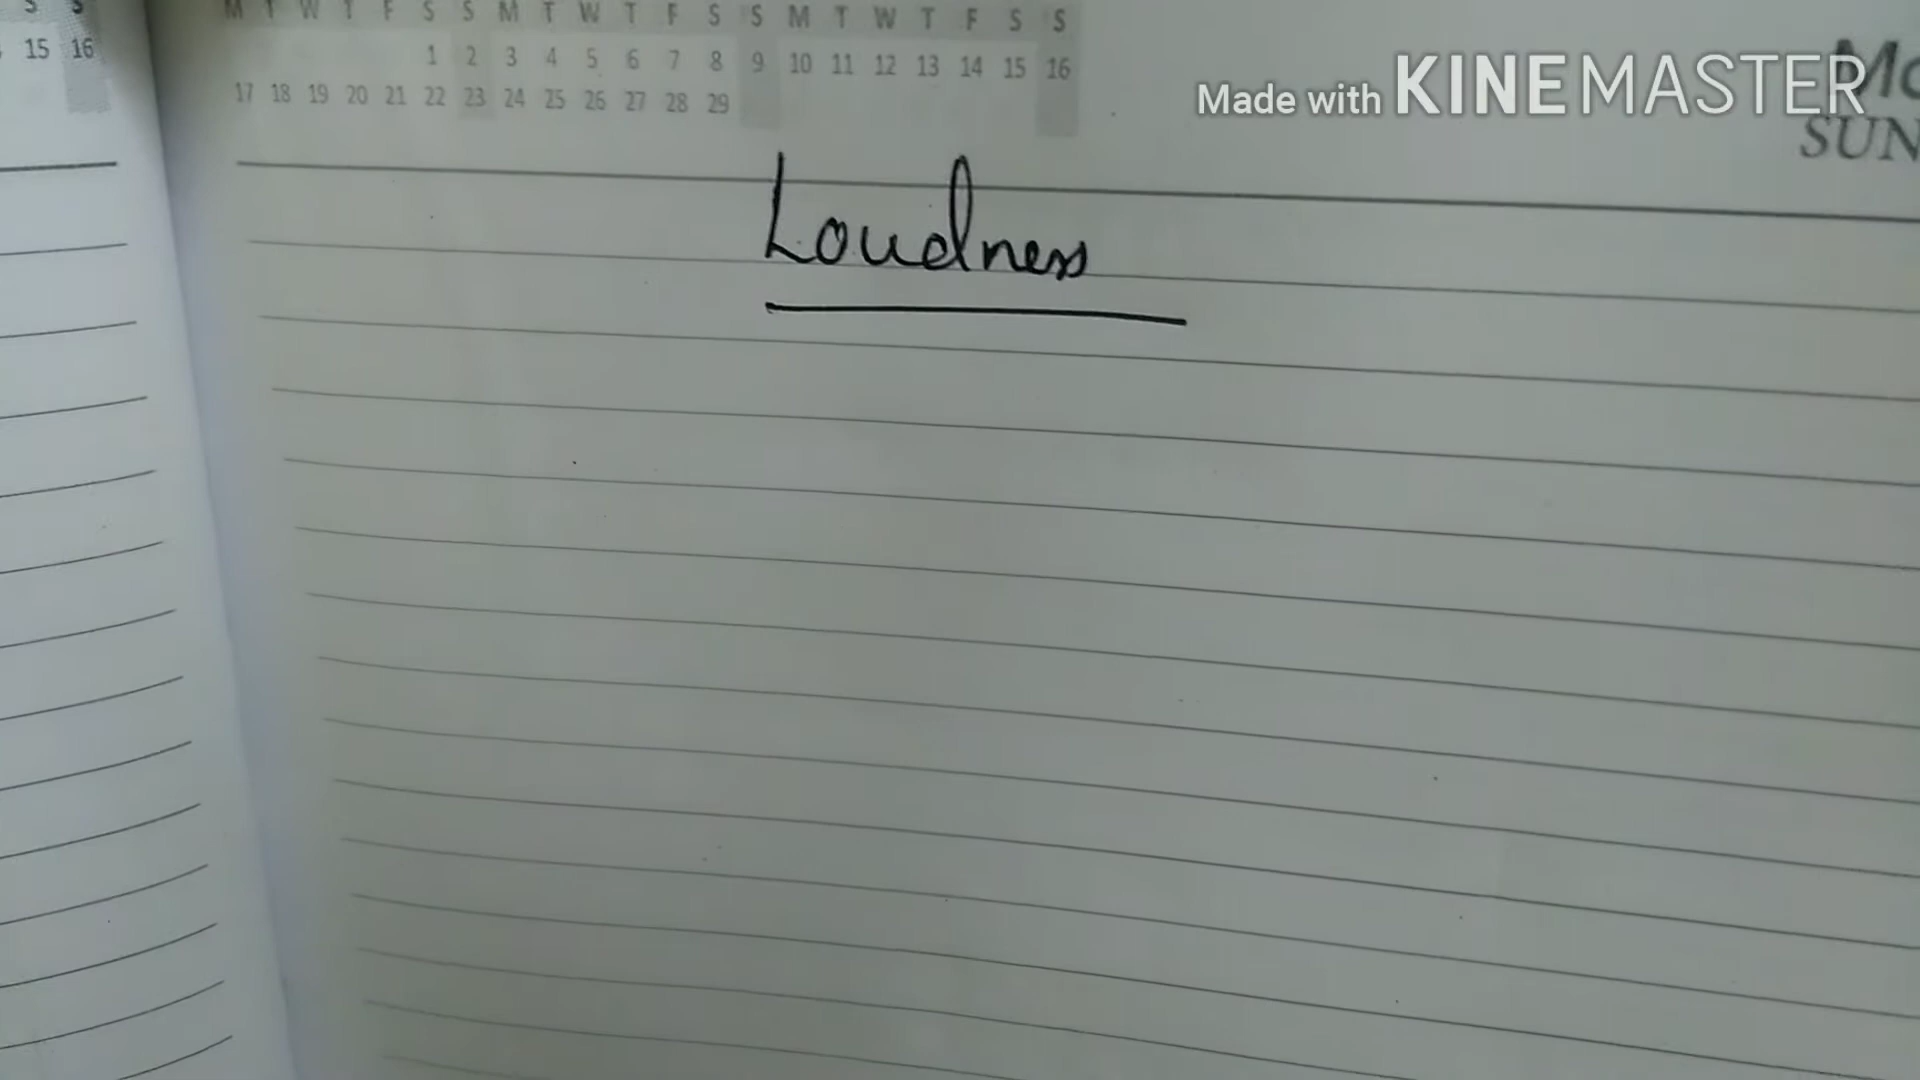 S S
15 16
M T W T F S S M T W T F S S M T W T F S S
1 2 3 4 5 6 7 8 9 10 11 12 13 14 15 16
17 18 19 20 21 22 23 24 25 26 27 28 29
Made with KINEMASTER
SUN
Loudness